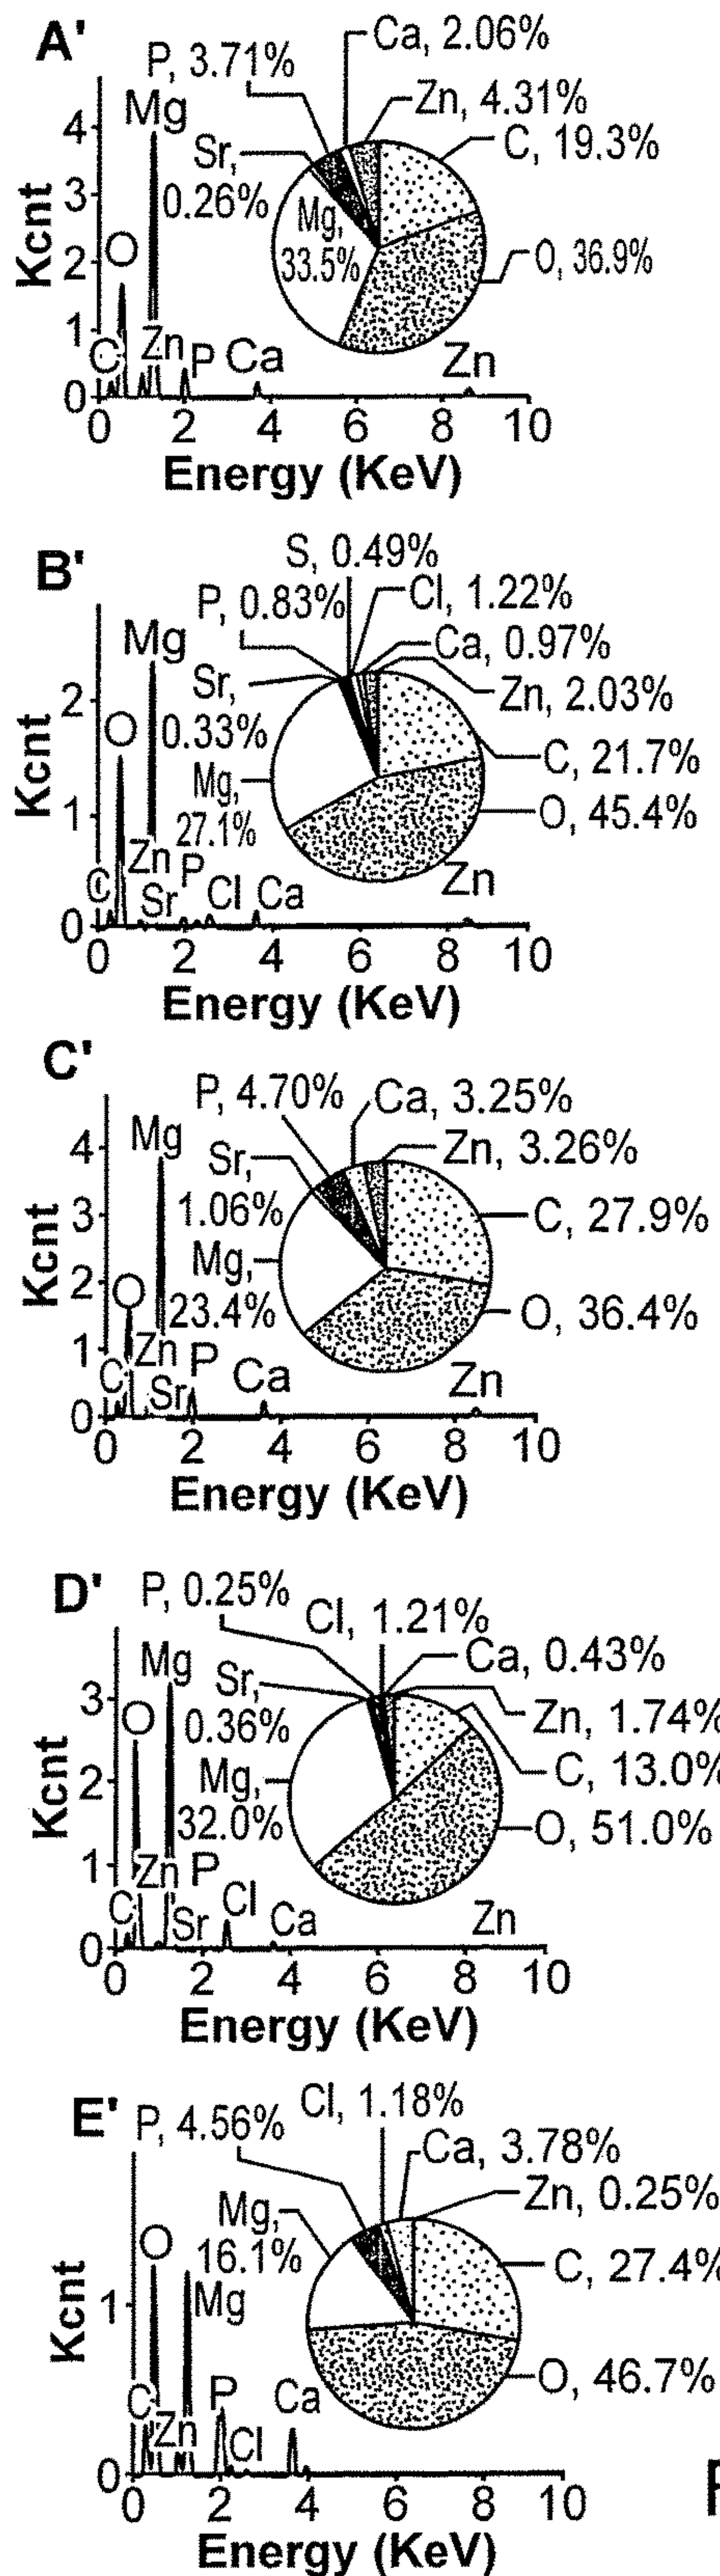 A'
Ca, 2.06%
P, 3.71%
Zn, 4.31%
Mg
C, 19.3%
Sr,
0.26%
Mg,
33.5%
O, 36.9%
Kcnt
4
3
2
1
0
O
C
Zn
P
Ca
Zn
0 2 4 6 8 10
Energy (KeV)
B'
S, 0.49%
P, 0.83%
Cl, 1.22%
Ca, 0.97%
Mg
Sr,
0.33%
Zn, 2.03%
Mg,
27.1%
C, 21.7%
O, 45.4%
Kcnt
2
1
0
O
C
Zn
Sr
P
Cl
Ca
Zn
0 2 4 6 8 10
Energy (KeV)
C'
P, 4.70%
Ca, 3.25%
Mg
Zn, 3.26%
Sr,
1.06%
C, 27.9%
Mg,
23.4%
O, 36.4%
Kcnt
4
3
2
1
0
O
C
Zn
Sr
P
Ca
Zn
0 2 4 6 8 10
Energy (KeV)
D'
P, 0.25%
Cl, 1.21%
Ca, 0.43%
Mg
Sr,
0.36%
Zn, 1.74%
Mg,
32.0%
C, 13.0%
O, 51.0%
Kcnt
3
2
1
0
O
C
Zn
P
Sr
Cl
Ca
Zn
0 2 4 6 8 10
Energy (KeV)
E'
P, 4.56%
Cl, 1.18%
Ca, 3.78%
Zn, 0.25%
Mg,
16.1%
C, 27.4%
O, 46.7%
Kcnt
1
0
O
Mg
C
Zn
P
Cl
Ca
0 2 4 6 8 10
Energy (KeV)